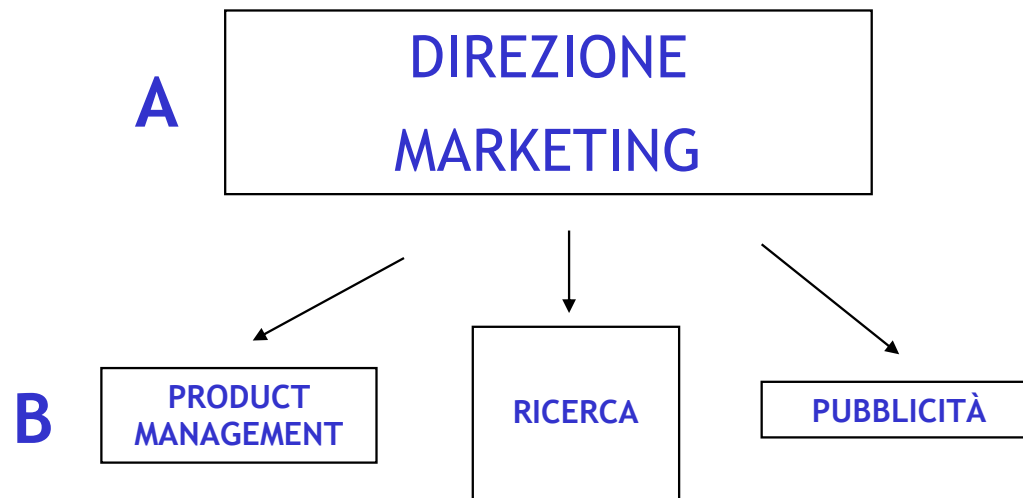 A
DIREZIONE
MARKETING
B
PRODUCT
MANAGEMENT
RICERCA
PUBBLICITÀ